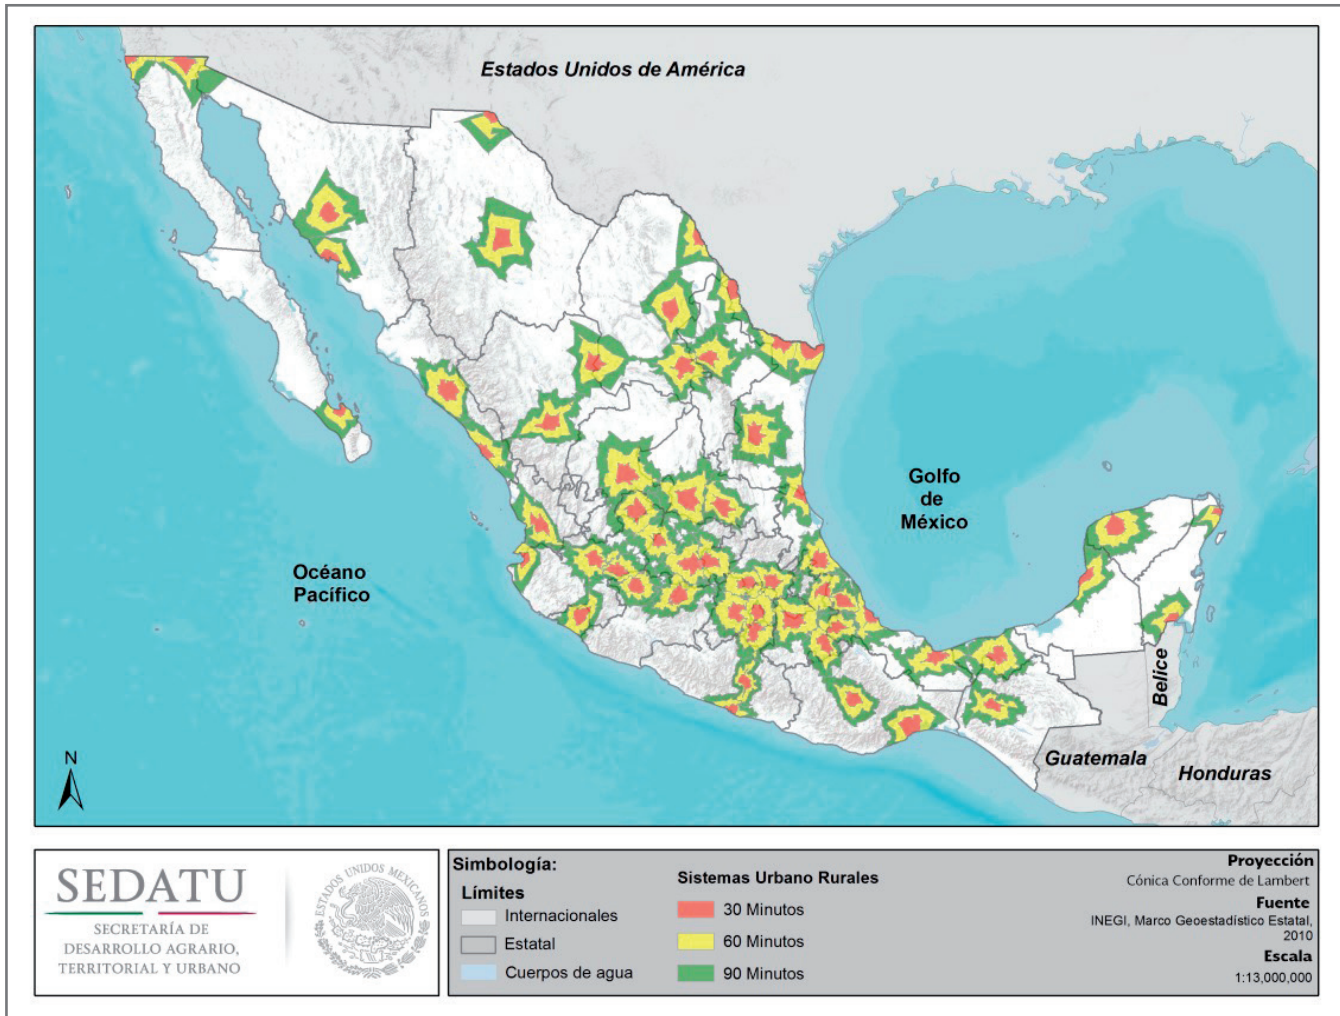 Estados Unidos de América
Golfo
de
México
Océano
Pacífico
Belice
Guatemala
Honduras
N
SEDATU
SECRETARÍA DE
DESARROLLO AGRARIO,
TERRITORIAL Y URBANO
ESTADOS UNIDOS MEXICANOS
Simbología:
Límites
Internacionales
Estatal
Cuerpos de agua
Sistemas Urbano Rurales
30 Minutos
60 Minutos
90 Minutos
Proyección
Cónica Conforme de Lambert
Fuente
INEGI, Marco Geoestadístico Estatal,
2010
Escala
1:13,000,000